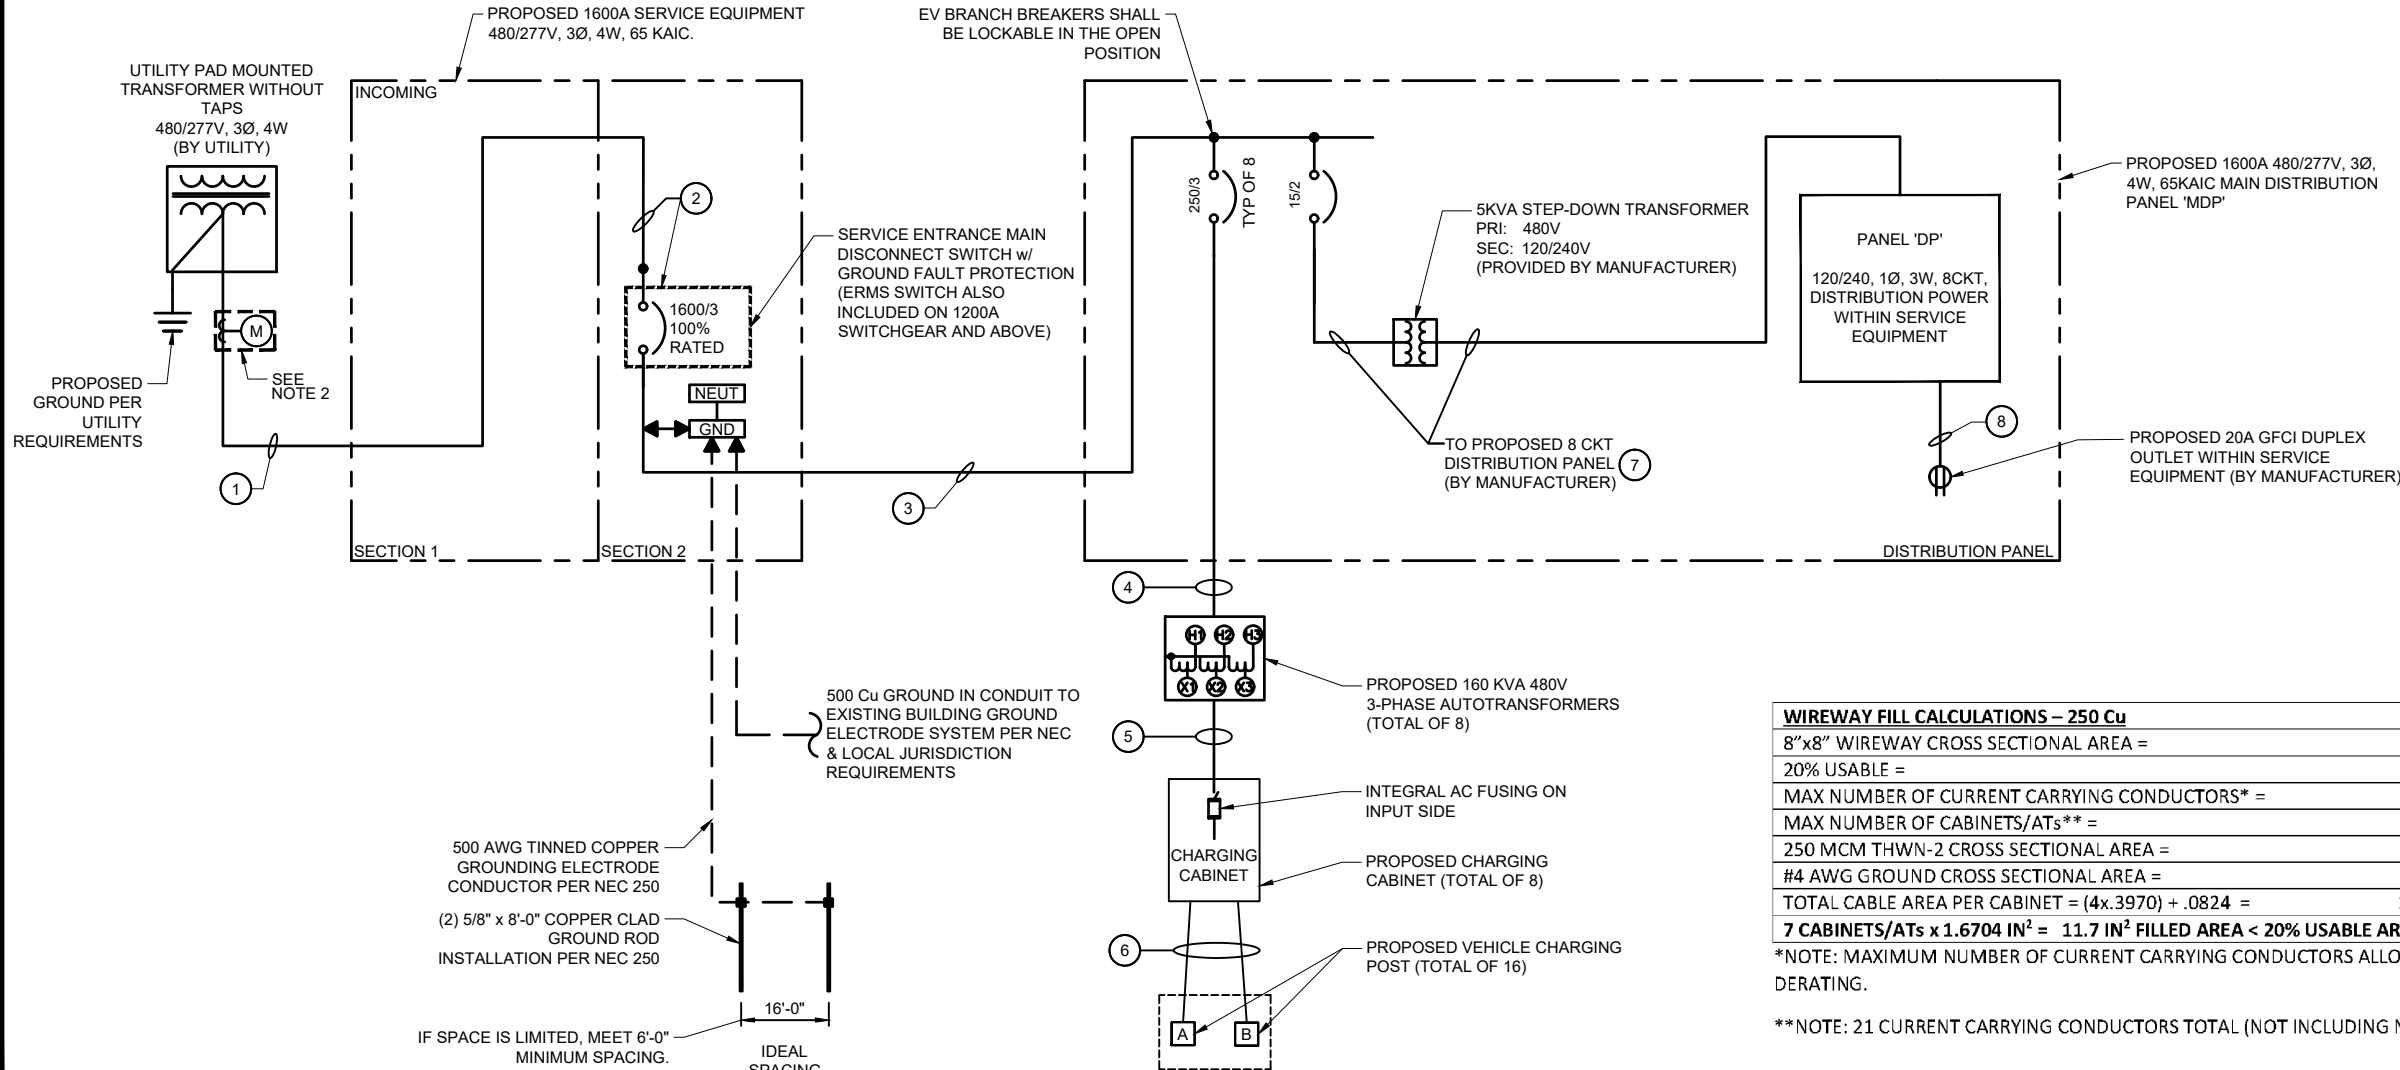 PROPOSED 1600A SERVICE EQUIPMENT
480/277V, 3Ø, 4W, 65 KAIC.
EV BRANCH BREAKERS SHALL
BE LOCKABLE IN THE OPEN
POSITION
UTILITY PAD MOUNTED
TRANSFORMER WITHOUT
TAPS
480/277V, 3Ø, 4W
(BY UTILITY)
INCOMING
2
1600/3
100%
RATED
SERVICE ENTRANCE MAIN
DISCONNECT SWITCH w/
GROUND FAULT PROTECTION
(ERMS SWITCH ALSO
INCLUDED ON 1200A
SWITCHGEAR AND ABOVE)
M
SEE
NOTE 2
PROPOSED
GROUND PER
UTILITY
REQUIREMENTS
NEUT
GND
1
3
SECTION 1
SECTION 2
250/3
TYP OF 8
15/2
5KVA STEP-DOWN TRANSFORMER
PRI: 480V
SEC: 120/240V
(PROVIDED BY MANUFACTURER)
PANEL 'DP'
120/240, 1Ø, 3W, 8CKT,
DISTRIBUTION POWER
WITHIN SERVICE
EQUIPMENT
PROPOSED 1600A 480/277V, 3Ø,
4W, 65KAIC MAIN DISTRIBUTION
PANEL 'MDP'
TO PROPOSED 8 CKT
DISTRIBUTION PANEL
(BY MANUFACTURER)
7
8
PROPOSED 20A GFCI DUPLEX
OUTLET WITHIN SERVICE
EQUIPMENT (BY MANUFACTURER)
DISTRIBUTION PANEL
4
H1 H2 H3
X1 X2 X3
PROPOSED 160 KVA 480V
3-PHASE AUTOTRANSFORMERS
(TOTAL OF 8)
5
INTEGRAL AC FUSING ON
INPUT SIDE
CHARGING
CABINET
PROPOSED CHARGING
CABINET (TOTAL OF 8)
6
PROPOSED VEHICLE CHARGING
POST (TOTAL OF 16)
A B
500 Cu GROUND IN CONDUIT TO
EXISTING BUILDING GROUND
ELECTRODE SYSTEM PER NEC
& LOCAL JURISDICTION
REQUIREMENTS
500 AWG TINNED COPPER
GROUNDING ELECTRODE
CONDUCTOR PER NEC 250
(2) 5/8" x 8'-0" COPPER CLAD
GROUND ROD
INSTALLATION PER NEC 250
16'-0"
IF SPACE IS LIMITED, MEET 6'-0"
MINIMUM SPACING.
IDEAL
SPACING
WIREWAY FILL CALCULATIONS – 250 Cu
8”x8” WIREWAY CROSS SECTIONAL AREA =
20% USABLE =
MAX NUMBER OF CURRENT CARRYING CONDUCTORS* =
MAX NUMBER OF CABINETS/ATs** =
250 MCM THWN-2 CROSS SECTIONAL AREA =
#4 AWG GROUND CROSS SECTIONAL AREA =
TOTAL CABLE AREA PER CABINET = (4x.3970) + .0824 =
7 CABINETS/ATs x 1.6704 IN² = 11.7 IN² FILLED AREA < 20% USABLE
*NOTE: MAXIMUM NUMBER OF CURRENT CARRYING CONDUCTORS
DERATING.
**NOTE: 21 CURRENT CARRYING CONDUCTORS TOTAL (NOT INCLUDING